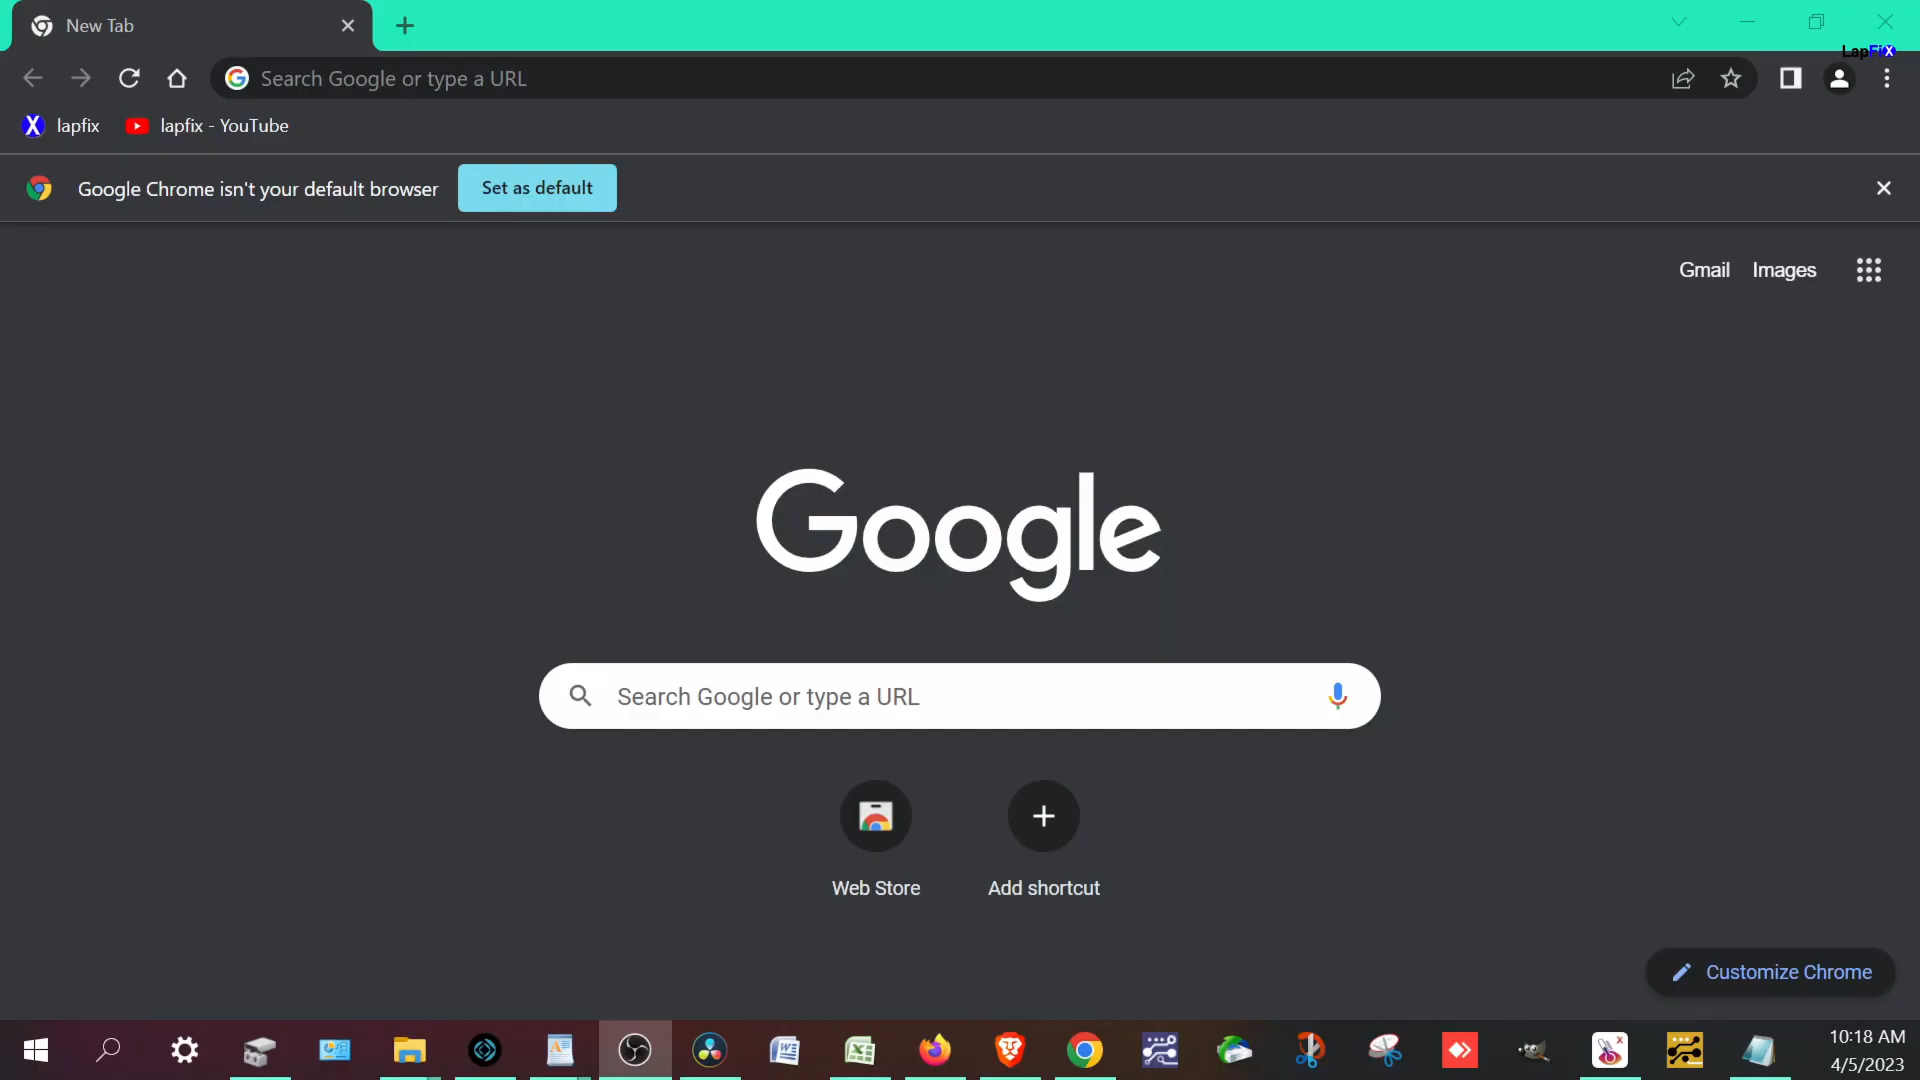 New Tab
LapFiX
Search Google or type a URL
X lapfix
lapfix - YouTube
Google Chrome isn't your default browser
Set as default
Gmail
Images
Google
Search Google or type a URL
Web Store
Add shortcut
Customize Chrome
10:18 AM
4/5/2023